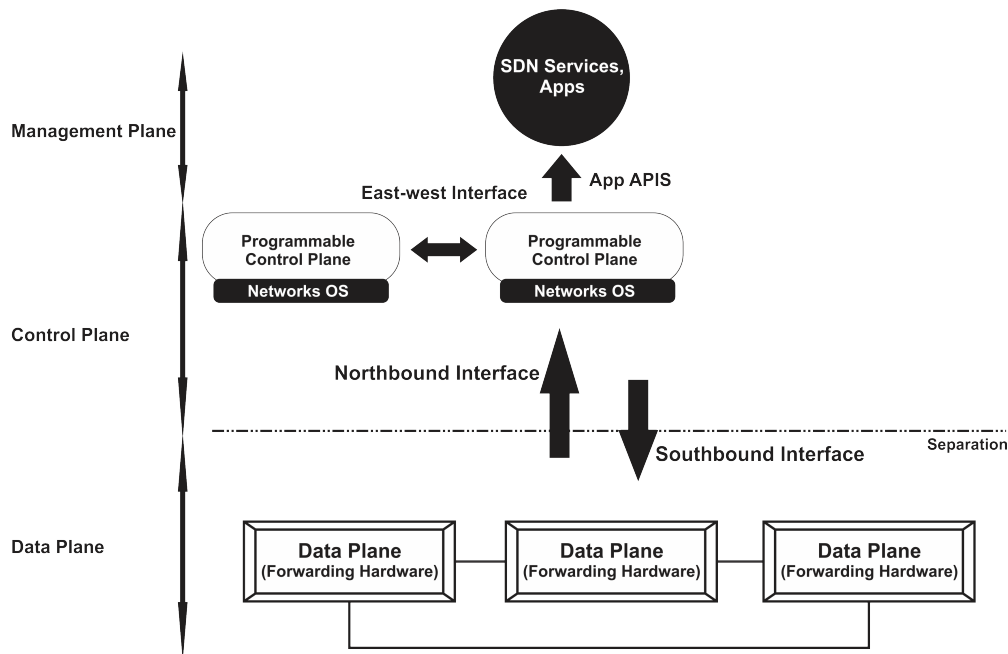 SDN Services,
Apps
Management Plane
App APIS
East-west Interface
Programmable
Control Plane
Networks OS
Programmable
Control Plane
Networks OS
Control Plane
Northbound Interface
Separation
Southbound Interface
Data Plane
Data Plane
(Forwarding Hardware)
Data Plane
(Forwarding Hardware)
Data Plane
(Forwarding Hardware)